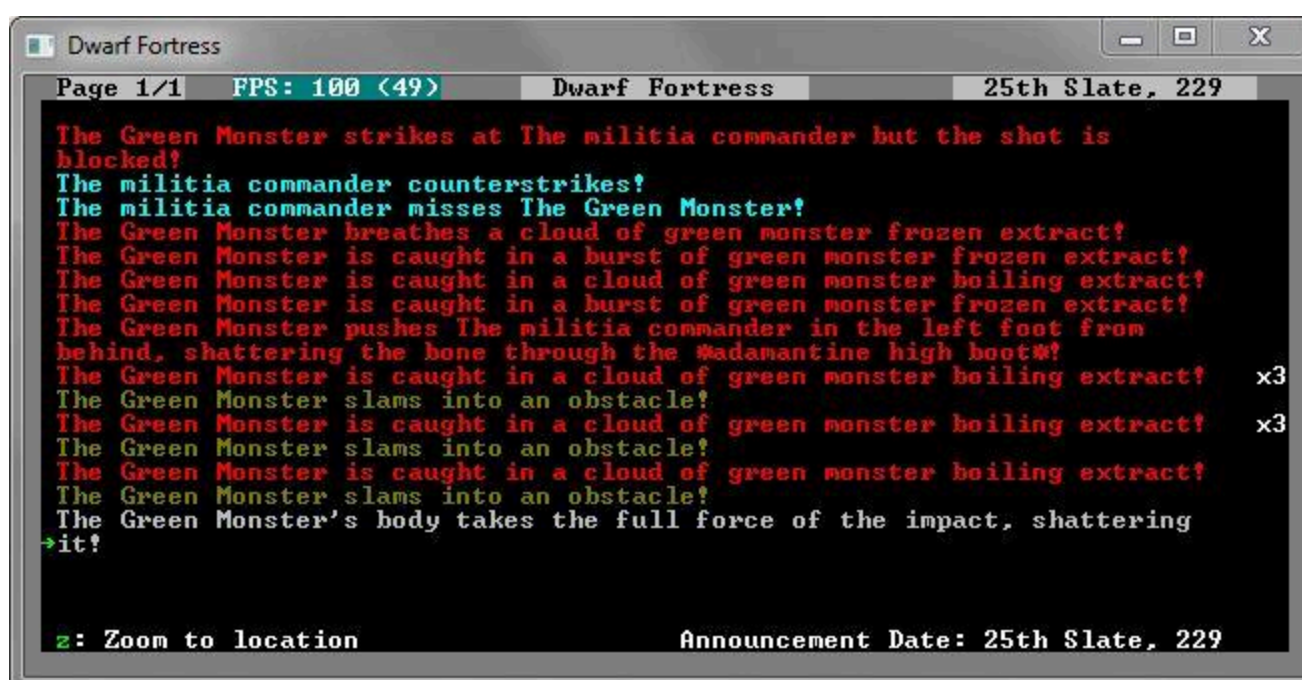 Dwarf Fortress
Page 1/1 FPS: 100 (49) Dwarf Fortress 25th Slate, 229
The Green Monster strikes at The militia commander but the shot is
blocked!
The militia commander counterstrikes!
The militia commander misses The Green Monster!
The Green Monster breathes a cloud of green monster frozen extract!
The Green Monster is caught in a burst of green monster frozen extract!
The Green Monster is caught in a cloud of green monster boiling extract!
The Green Monster is caught in a burst of green monster frozen extract!
The Green Monster pushes The militia commander in the left foot from
behind, shattering the bone through the *adamantine high boot*!
The Green Monster is caught in a cloud of green monster boiling extract! x3
The Green Monster slams into an obstacle!
The Green Monster is caught in a cloud of green monster boiling extract! x3
The Green Monster slams into an obstacle!
The Green Monster is caught in a cloud of green monster boiling extract!
The Green Monster slams into an obstacle!
The Green Monster's body takes the full force of the impact, shattering
→it!
z: Zoom to location Announcement Date: 25th Slate, 229